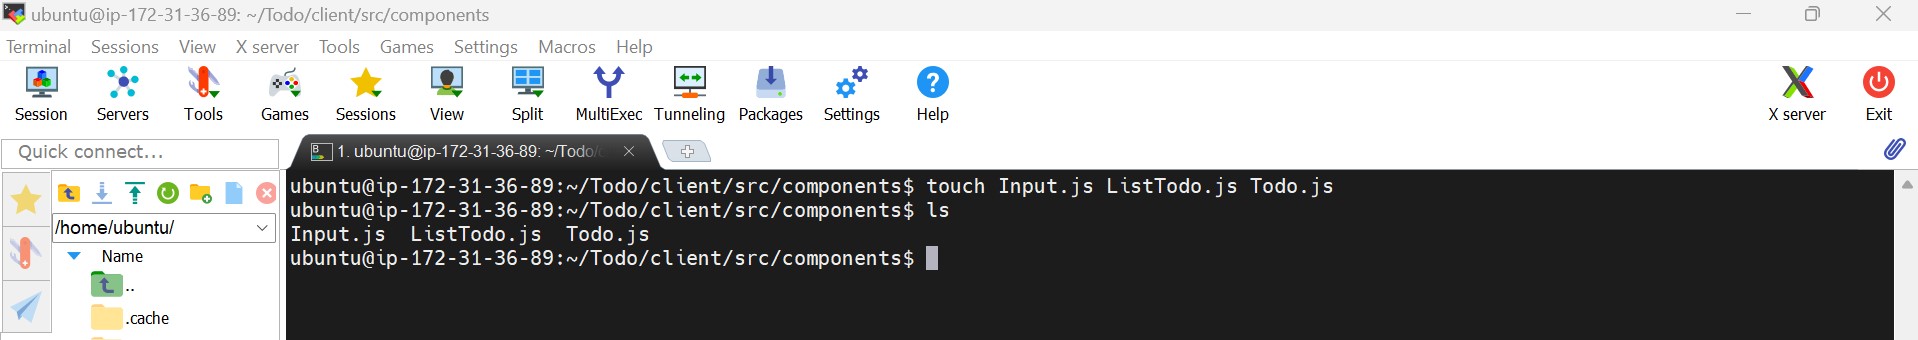 ubuntu@ip-172-31-36-89: ~/Todo/client/src/components
Terminal Sessions View X server Tools Games Settings Macros Help
Session Servers Tools Games Sessions View Split MultiExec Tunneling Packages Settings Help X server Exit
Quick connect...
1. ubuntu@ip-172-31-36-89: ~/Todo/c
/home/ubuntu/
Name
..
.cache
ubuntu@ip-172-31-36-89:~/Todo/client/src/components$ touch Input.js ListTodo.js Todo.js
ubuntu@ip-172-31-36-89:~/Todo/client/src/components$ ls
Input.js ListTodo.js Todo.js
ubuntu@ip-172-31-36-89:~/Todo/client/src/components$